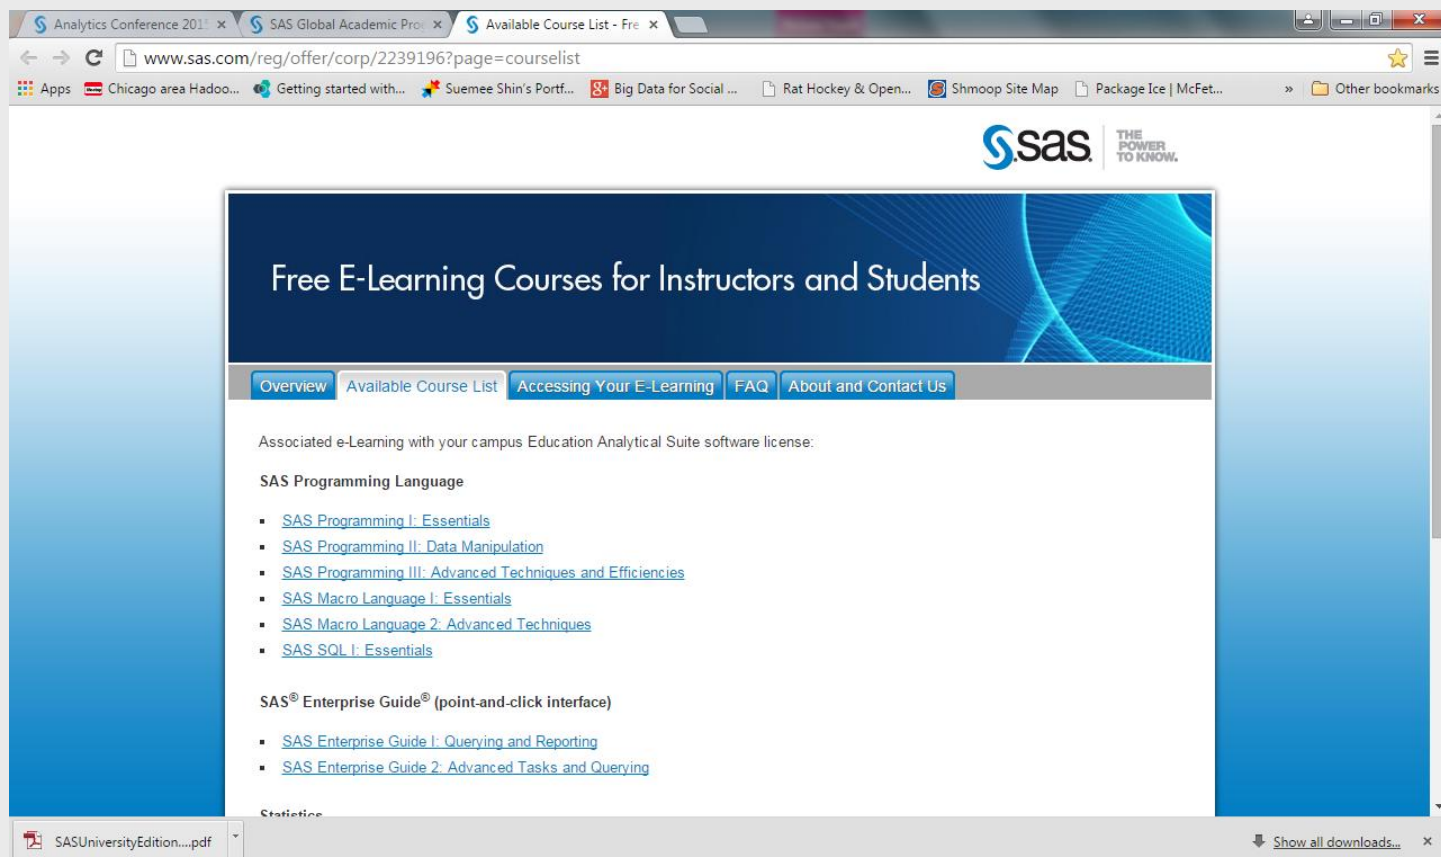 Analytics Conference 201
SAS Global Academic Pro
Available Course List - Fre
www.sas.com/reg/offer/corp/2239196?page=courselist
Apps Chicago area Hadoo... Getting started with... Suemee Shin's Portf... Big Data for Social ... Rat Hockey & Open... Shmoop Site Map Package Ice | McFet... » Other bookmarks
sas THE
POWER
TO KNOW.
Free E-Learning Courses for Instructors and Students
Overview Available Course List Accessing Your E-Learning FAQ About and Contact Us
Associated e-Learning with your campus Education Analytical Suite software license:
SAS Programming Language
SAS Programming I: Essentials
SAS Programming II: Data Manipulation
SAS Programming III: Advanced Techniques and Efficiencies
SAS Macro Language I: Essentials
SAS Macro Language 2: Advanced Techniques
SAS SQL I: Essentials
SAS® Enterprise Guide® (point-and-click interface)
SAS Enterprise Guide I: Querying and Reporting
SAS Enterprise Guide 2: Advanced Tasks and Querying
Statistics
SASUniversityEdition....pdf Show all downloads...